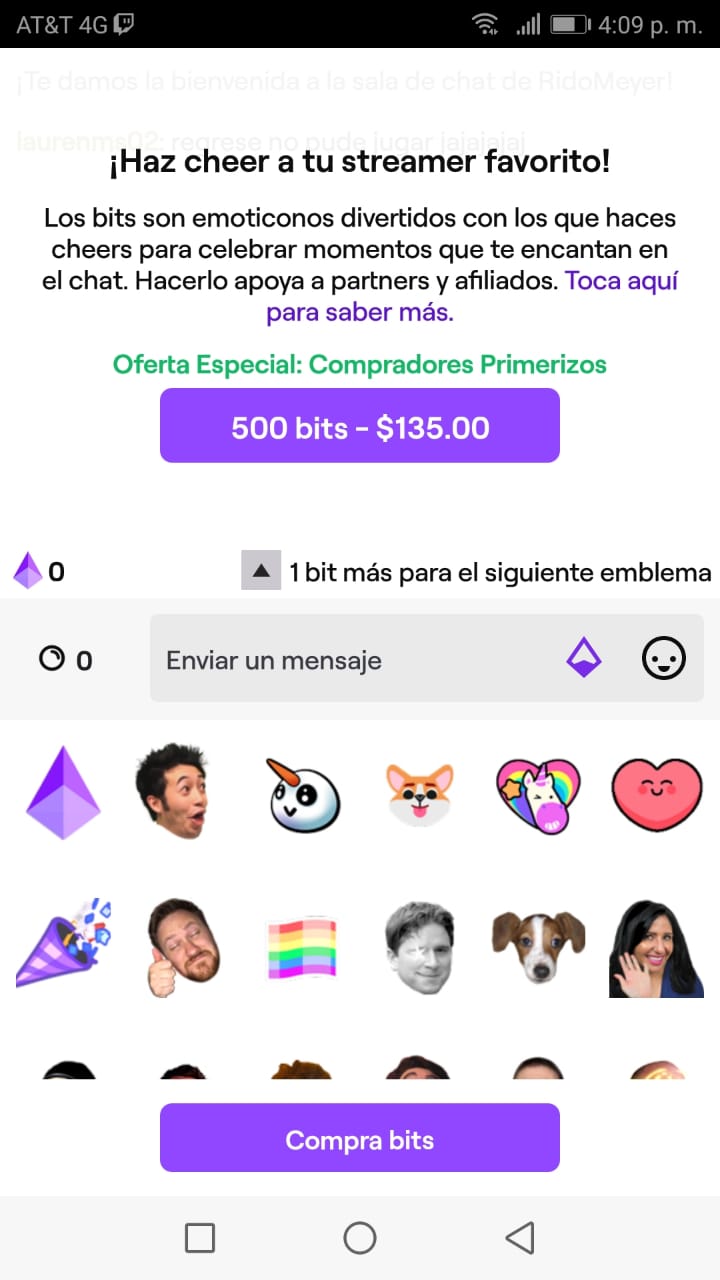 AT&T 4G
4:09 p. m.
¡Te damos la bienvenida a la sala de chat de RidoMeyer!
laurenms02: regrese no pude jugar jajajajaj
¡Haz cheer a tu streamer favorito!
Los bits son emoticonos divertidos con los que haces
cheers para celebrar momentos que te encantan en
el chat. Hacerlo apoya a partners y afiliados. Toca aquí
para saber más.
Oferta Especial: Compradores Primerizos
500 bits - $135.00
0
1 bit más para el siguiente emblema
0
Enviar un mensaje
Compra bits